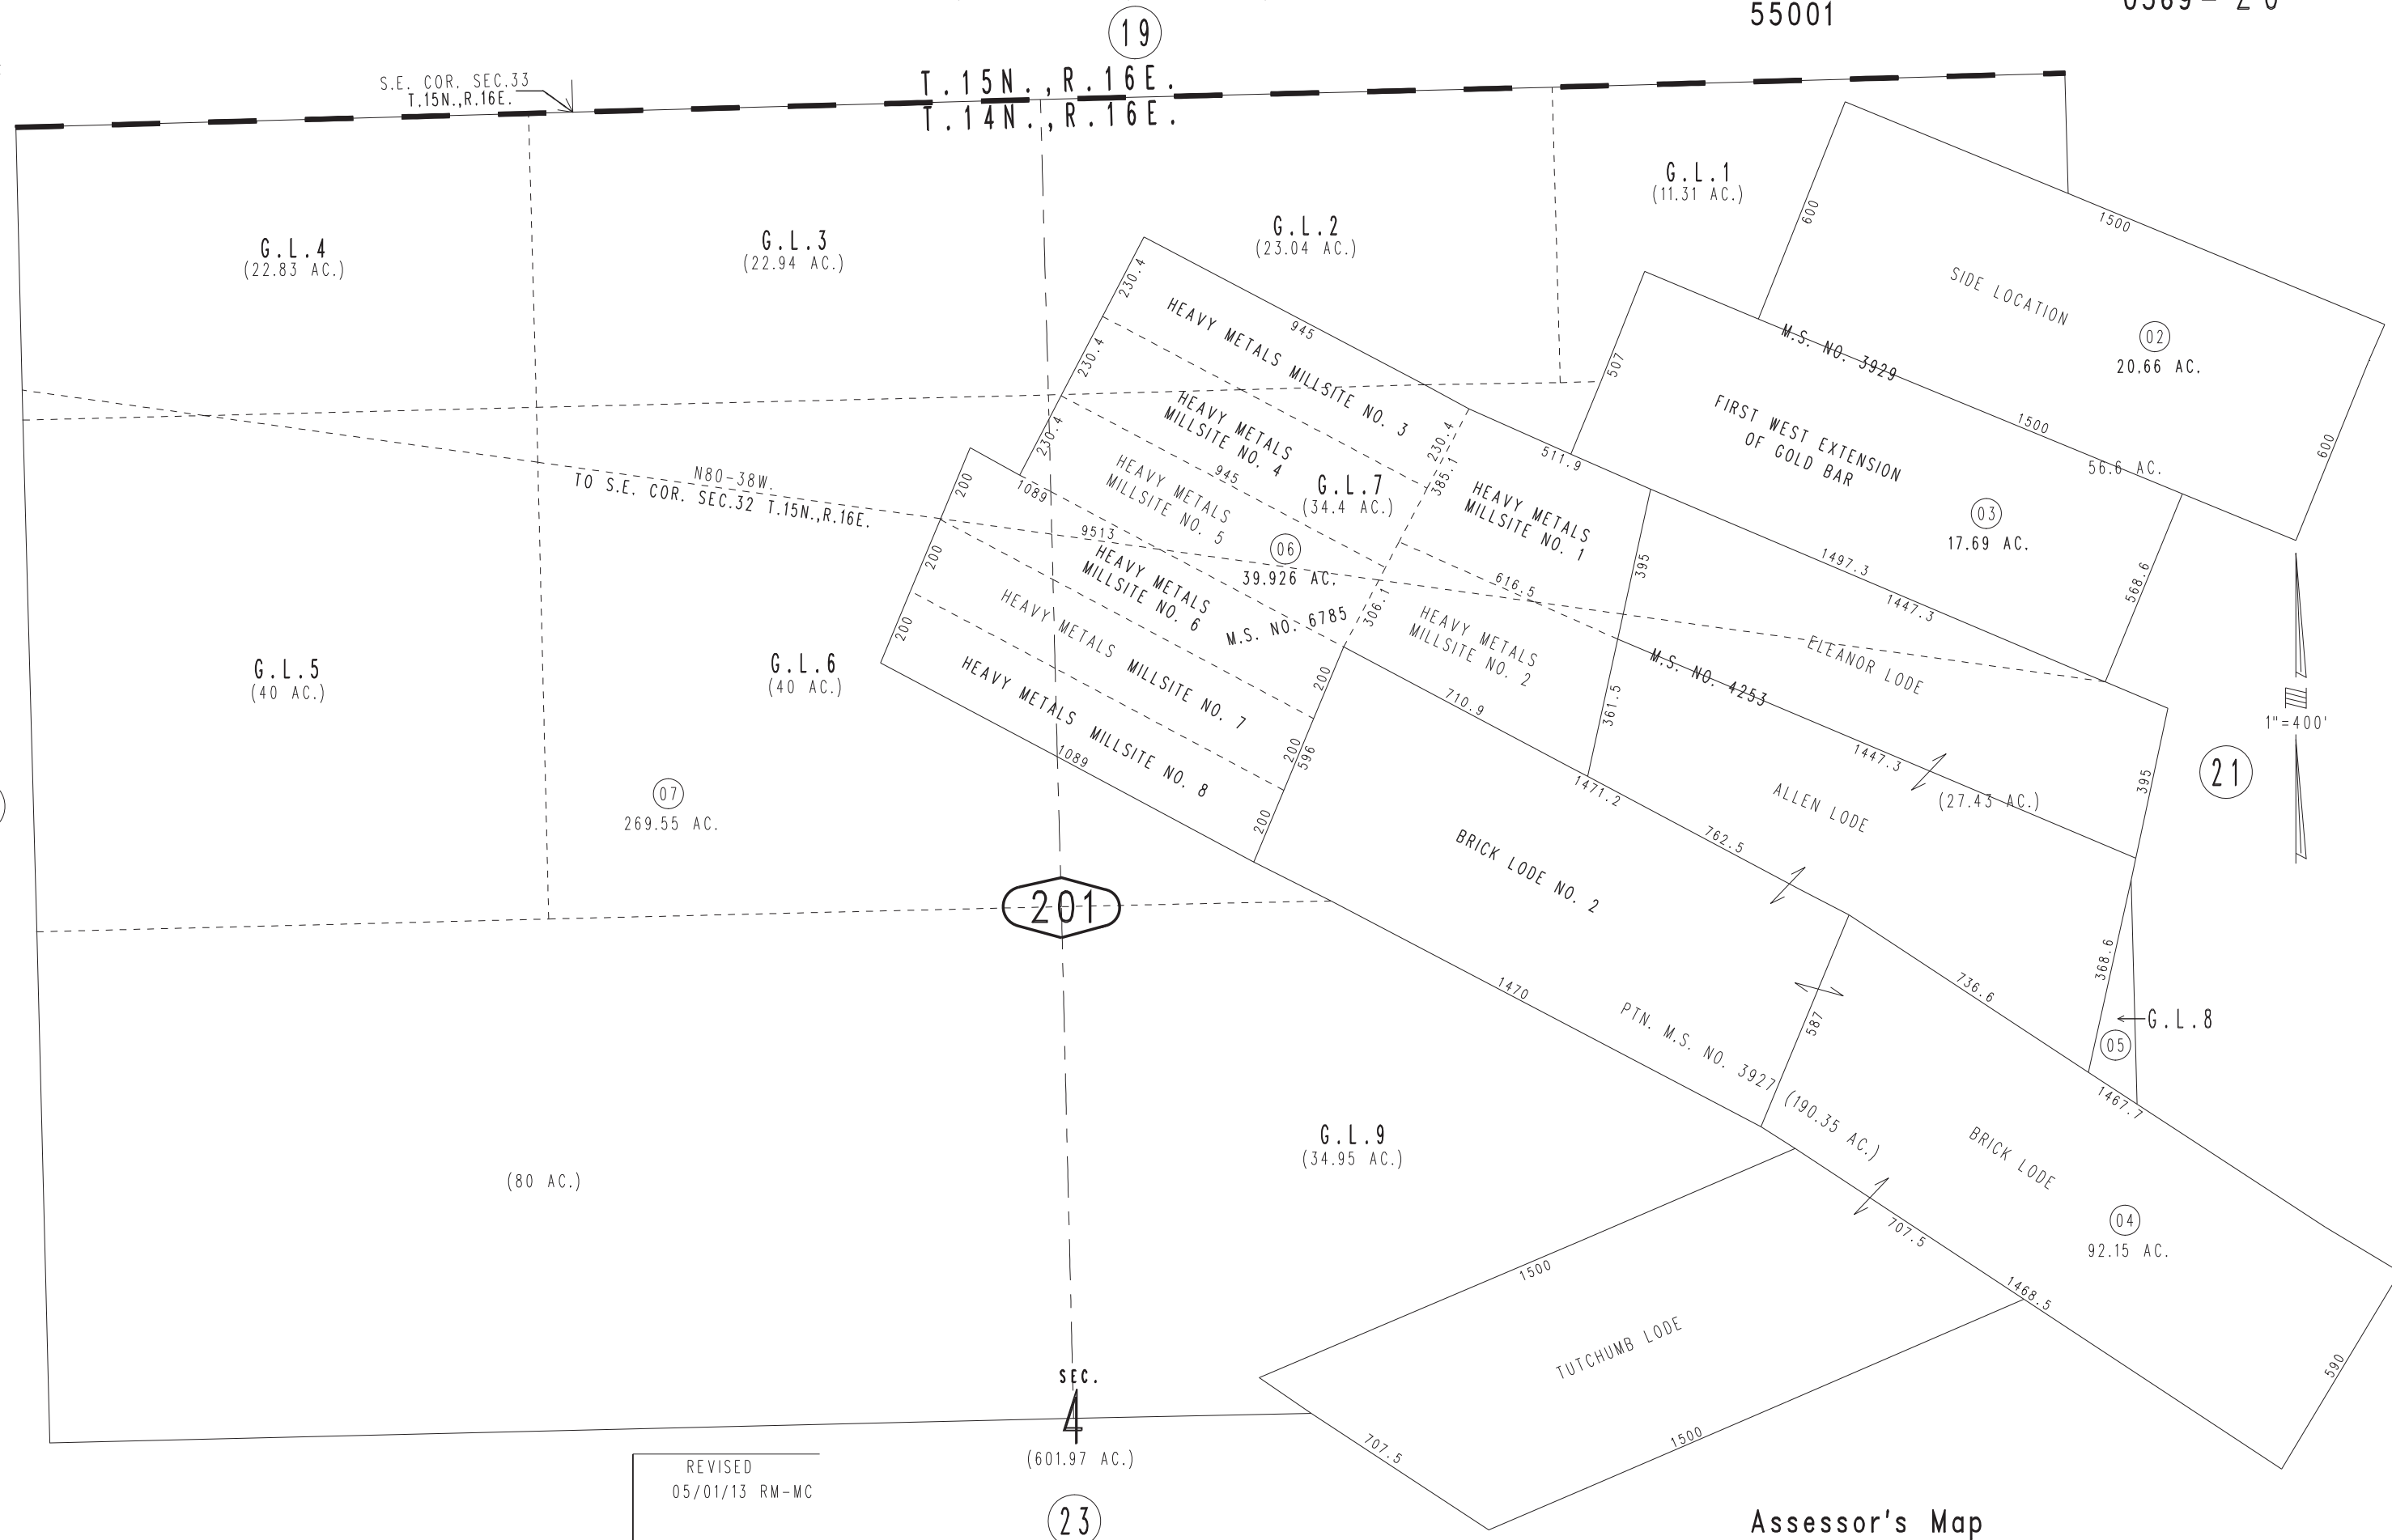 19
55001
S.E. COR. SEC.33
T.15N.,R.16E.
T.15N.,R.16E.
T.14N.,R.16E.
G.L.4
(22.83 AC.)
G.L.3
(22.94 AC.)
G.L.2
(23.04 AC.)
G.L.1
(11.31 AC.)
600
1500
SIDE LOCATION
02
20.66 AC.
600
M.S. NO. 3929
1500
56.6 AC.
507
FIRST WEST EXTENSION
OF GOLD BAR
03
17.69 AC.
568.6
1497.3
1447.3
230.4
945
HEAVY METALS MILLSITE NO. 3
230.4
HEAVY METALS
MILLSITE NO. 4
945
230.4
HEAVY METALS
MILLSITE NO. 5
G.L.7
(34.4 AC.)
230.4
385.1
511.9
HEAVY METALS
MILLSITE NO. 1
395
616.5
306.1
HEAVY METALS
MILLSITE NO. 2
361.5
N80-38W.
TO S.E. COR. SEC.32 T.15N.,R.16E.
9513
06
39.926 AC.
M.S. NO. 6785
200
1089
HEAVY METALS
MILLSITE NO. 6
200
HEAVY METALS MILLSITE NO. 7
200
HEAVY METALS MILLSITE NO. 8
1089
200
200
596
200
710.9
1471.2
762.5
ELEANOR LODE
M.S. NO. 4253
1447.3
395
ALLEN LODE
(27.43 AC.)
21
1"=400'
G.L.5
(40 AC.)
G.L.6
(40 AC.)
07
269.55 AC.
201
BRICK LODE NO. 2
1470
587
PTN. M.S. NO. 3927 (190.35 AC.)
736.6
368.6
G.L.8
05
1467.7
BRICK LODE
04
92.15 AC.
707.5
1468.5
590
G.L.9
(34.95 AC.)
(80 AC.)
1500
TUTCHUMB LODE
1500
707.5
SEC.
4
(601.97 AC.)
23
REVISED
05/01/13 RM-MC
Assessor's Map